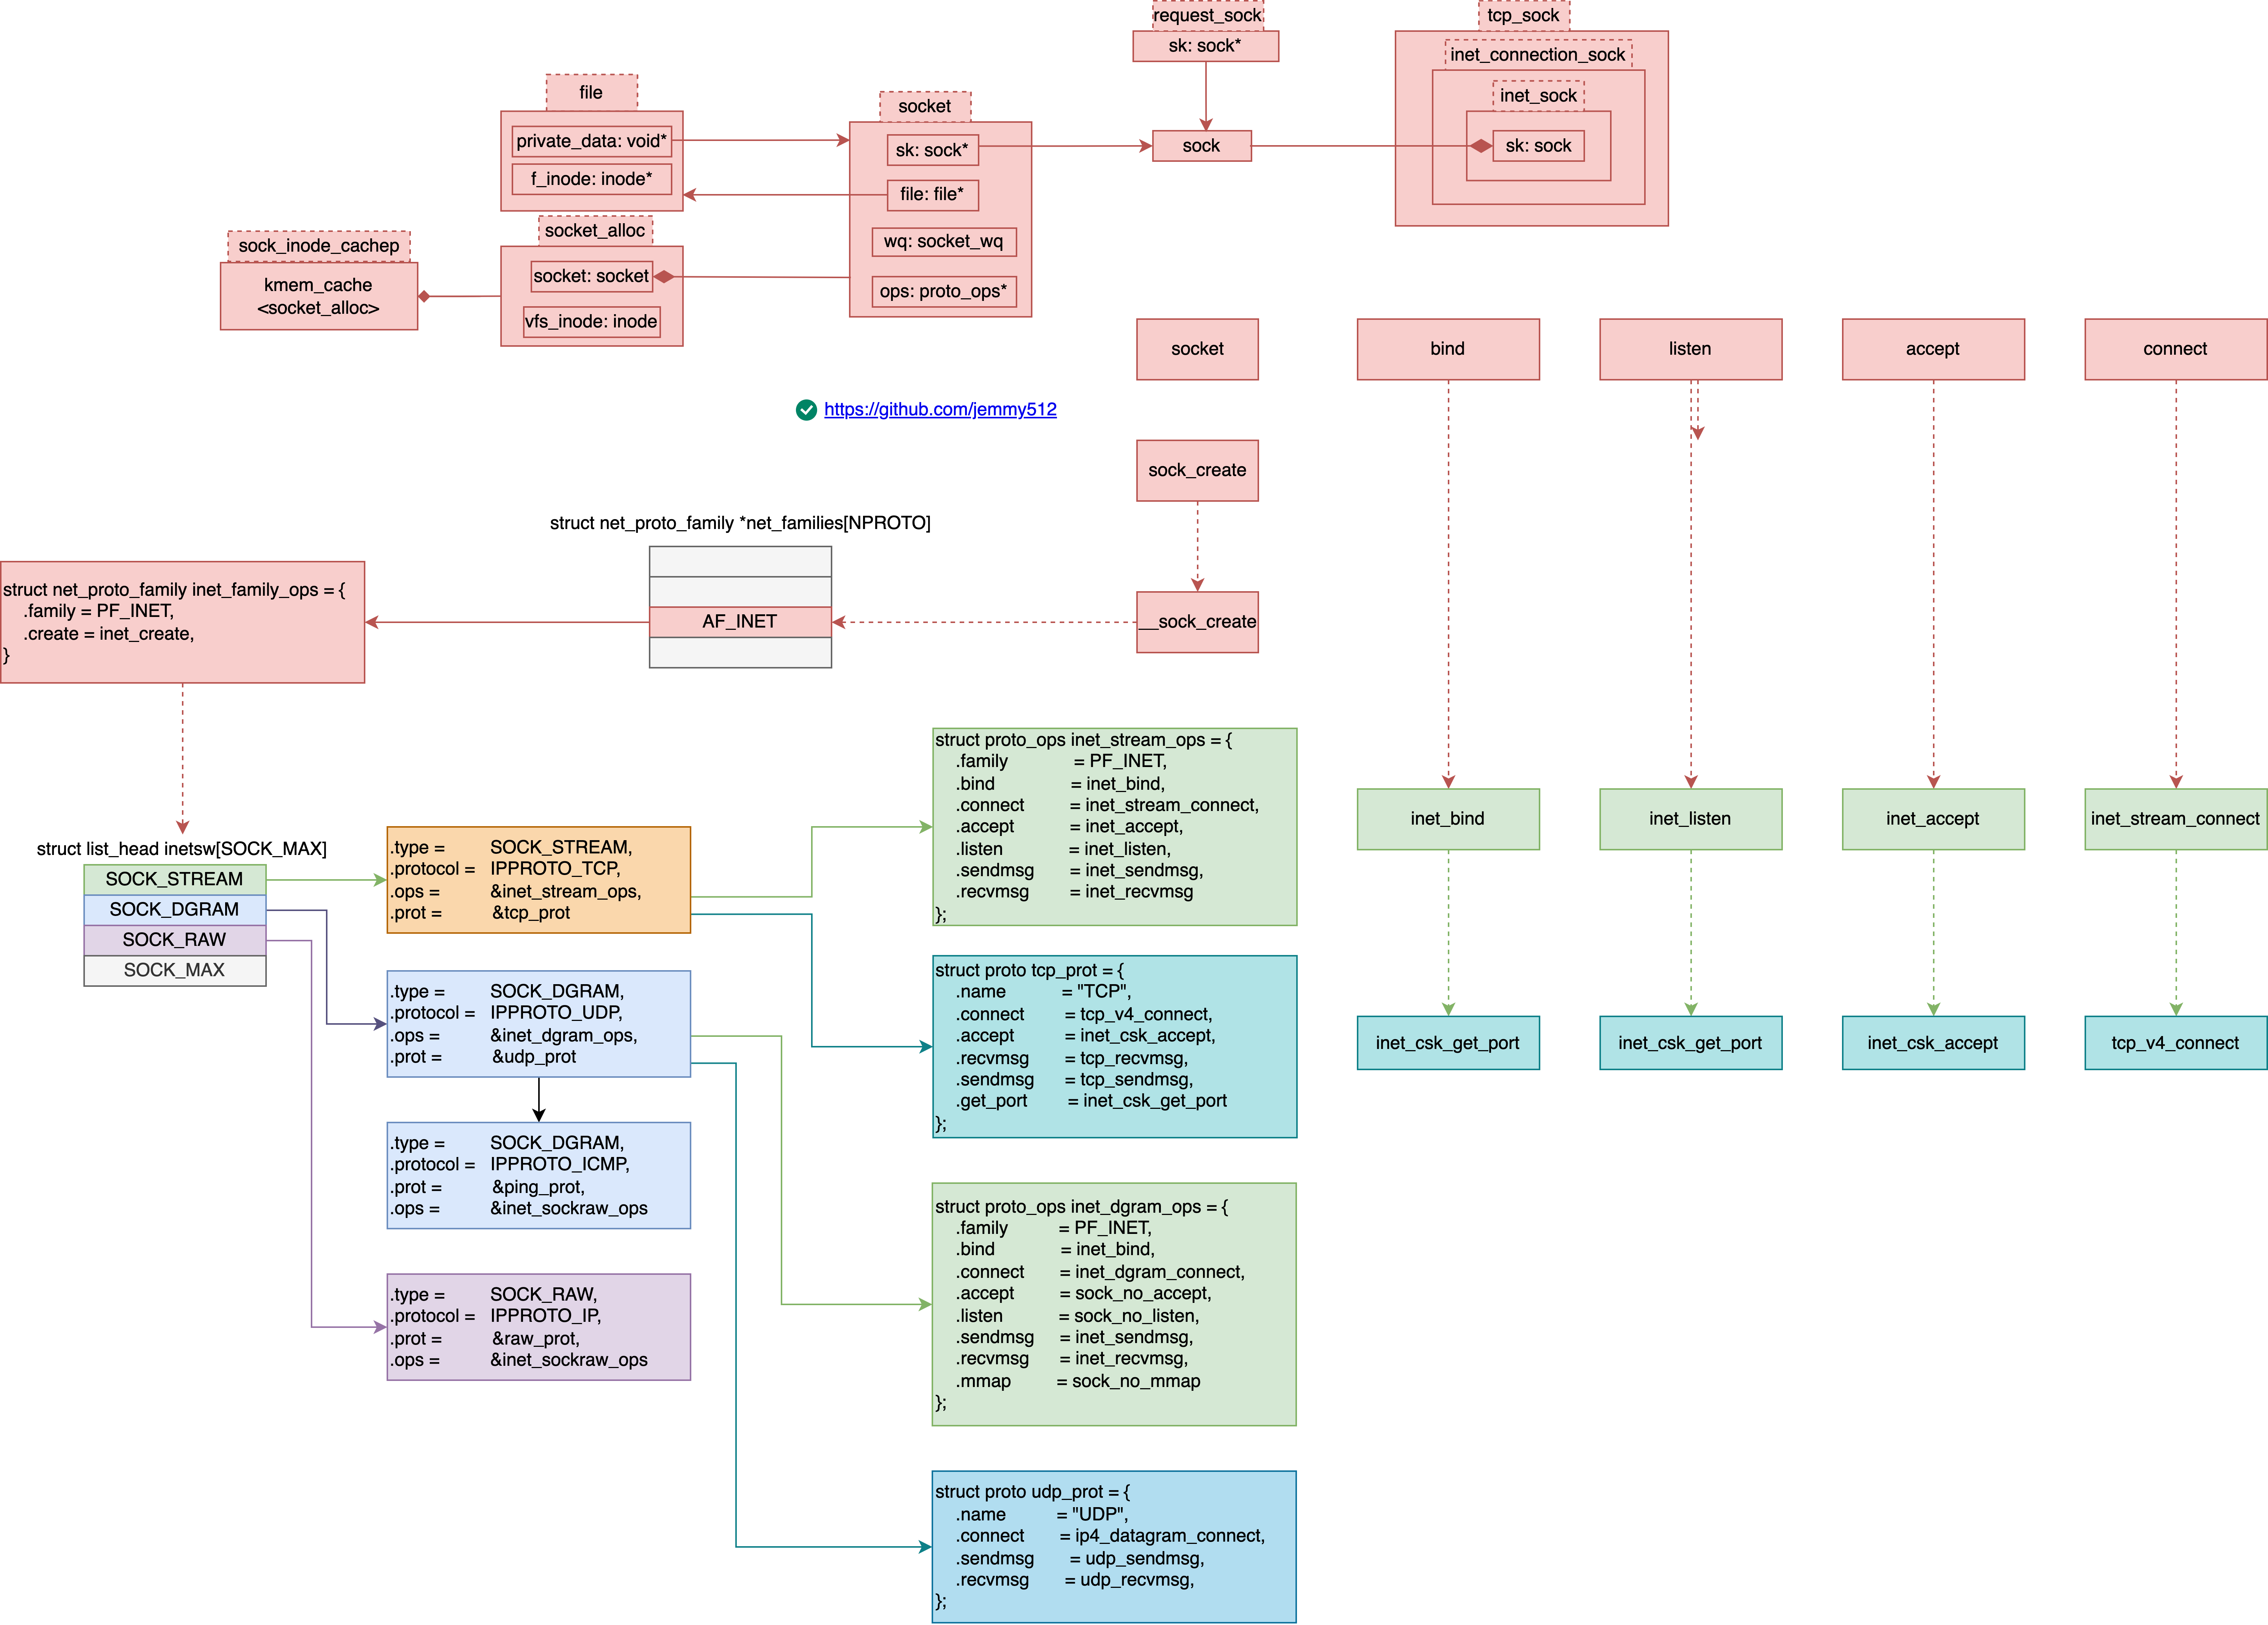 request_sock
sk: sock*
tcp_sock
inet_connection_sock
inet_sock
sk: sock
sock
file
private_data: void*
f_inode: inode*
socket
sk: sock*
file: file*
wq: socket_wq
ops: proto_ops*
socket_alloc
socket: socket
vfs_inode: inode
sock_inode_cachep
kmem_cache
<socket_alloc>
socket
bind
listen
accept
connect
https://github.com/jemmy512
sock_create
struct net_proto_family *net_families[NPROTO]
AF_INET
__sock_create
struct net_proto_family inet_family_ops = {
.family = PF_INET,
.create = inet_create,
}
struct list_head inetsw[SOCK_MAX]
SOCK_STREAM
SOCK_DGRAM
SOCK_RAW
SOCK_MAX
.type = SOCK_STREAM,
.protocol = IPPROTO_TCP,
.ops = &inet_stream_ops,
.prot = &tcp_prot
.type = SOCK_DGRAM,
.protocol = IPPROTO_UDP,
.ops = &inet_dgram_ops,
.prot = &udp_prot
.type = SOCK_DGRAM,
.protocol = IPPROTO_ICMP,
.prot = &ping_prot,
.ops = &inet_sockraw_ops
.type = SOCK_RAW,
.protocol = IPPROTO_IP,
.prot = &raw_prot,
.ops = &inet_sockraw_ops
struct proto_ops inet_stream_ops = {
.family = PF_INET,
.bind = inet_bind,
.connect = inet_stream_connect,
.accept = inet_accept,
.listen = inet_listen,
.sendmsg = inet_sendmsg,
.recvmsg = inet_recvmsg
};
struct proto tcp_prot = {
.name = "TCP",
.connect = tcp_v4_connect,
.accept = inet_csk_accept,
.recvmsg = tcp_recvmsg,
.sendmsg = tcp_sendmsg,
.get_port = inet_csk_get_port
};
struct proto_ops inet_dgram_ops = {
.family = PF_INET,
.bind = inet_bind,
.connect = inet_dgram_connect,
.accept = sock_no_accept,
.listen = sock_no_listen,
.sendmsg = inet_sendmsg,
.recvmsg = inet_recvmsg,
.mmap = sock_no_mmap
};
struct proto udp_prot = {
.name = "UDP",
.connect = ip4_datagram_connect,
.sendmsg = udp_sendmsg,
.recvmsg = udp_recvmsg,
};
inet_bind
inet_listen
inet_accept
inet_stream_connect
inet_csk_get_port
inet_csk_get_port
inet_csk_accept
tcp_v4_connect